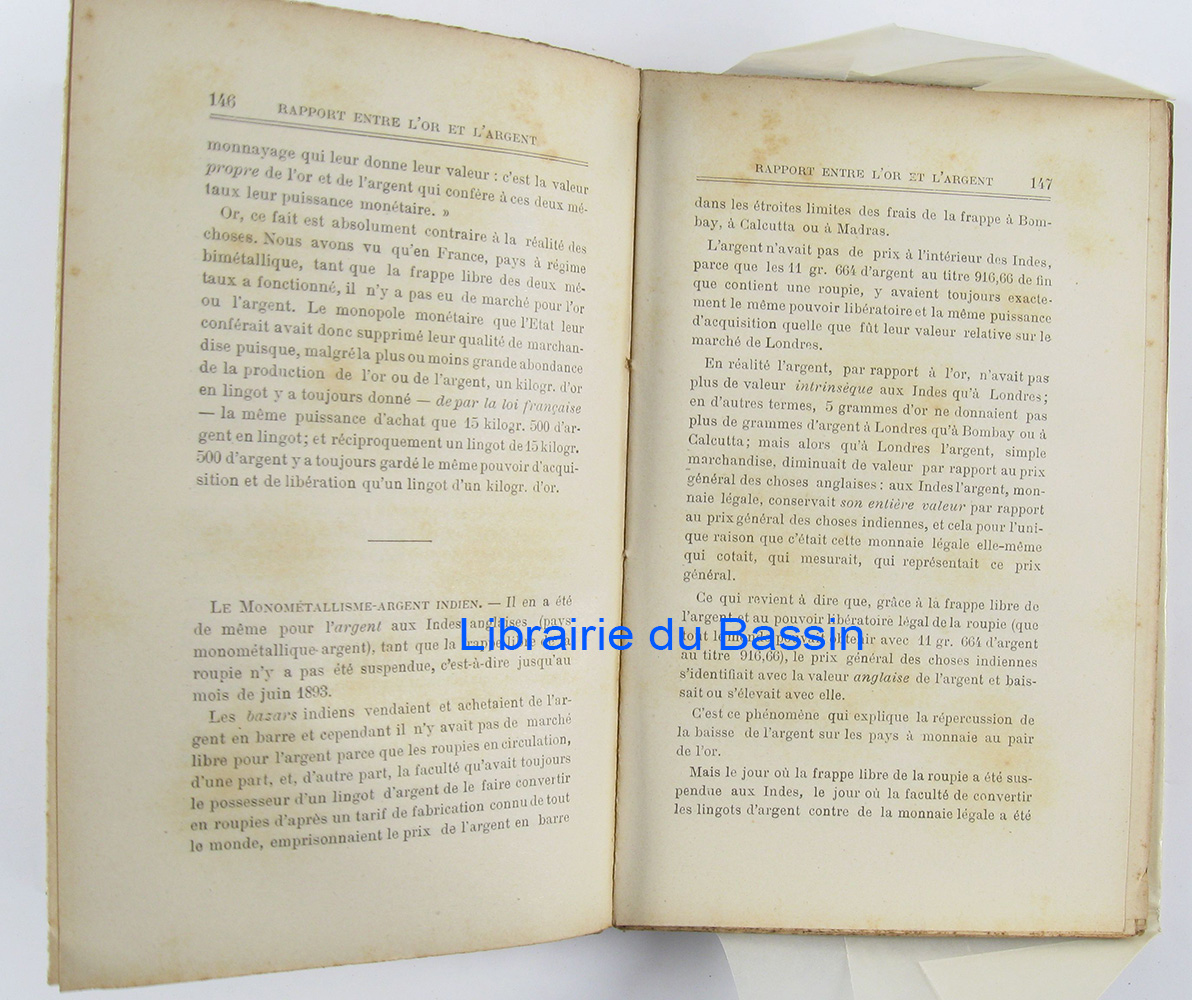 146 RAPPORT ENTRE L'OR ET L'ARGENT
monnayage qui leur donne leur valeur : c'est la valeur
propre de l'or et de l'argent qui confère à ces deux mé-
taux leur puissance monétaire. »
Or, ce fait est absolument contraire à la réalité des
choses. Nous avons vu qu'en France, pays à régime
bimétallique, tant que la frappe libre des deux mé-
taux a fonctionné, il n'y a pas eu de marché pour l'or
ou l'argent. Le monopole monétaire que l'Etat leur
conférait avait donc supprimé leur qualité de marchan-
dise puisque, malgré la plus ou moins grande abondance
de la production de l'or ou de l'argent, un kilogr. d'or
en lingot y a toujours donné — de par la loi française
— la même puissance d'achat que 15 kilogr. 500 d'ar-
gent en lingot ; et réciproquement un lingot de 15 kilogr.
500 d'argent y a toujours gardé le même pouvoir d'acqui-
sition et de libération qu'un lingot d'un kilogr. d'or.
LE MONOMÉTALLISME-ARGENT INDIEN. — Il en a été
de même pour l'argent aux Indes anglaises (pays
monométallique-argent), tant que la frappe libre de la
roupie n'y a pas été suspendue, c'est-à-dire jusqu'au
mois de juin 1893.
Les bazars indiens vendaient et achetaient de l'ar-
gent en barre et cependant il n'y avait pas de marché
libre pour l'argent parce que les roupies en circulation,
d'une part, et, d'autre part, la faculté qu'avait toujours
le possesseur d'un lingot d'argent de le faire convertir
en roupies d'après un tarif de fabrication connu de tout
le monde, emprisonnaient le prix de l'argent en barre
RAPPORT ENTRE L'OR ET L'ARGENT 147
dans les étroites limites des frais de la frappe à Bom-
bay, à Calcutta ou à Madras.
L'argent n'avait pas de prix à l'intérieur des Indes,
parce que les 11 gr. 664 d'argent au titre 916,66 de fin
que contient une roupie, y avaient toujours exacte-
ment le même pouvoir libératoire et la même puissance
d'acquisition quelle que fût leur valeur relative sur le
marché de Londres.
En réalité l'argent, par rapport à l'or, n'avait pas
plus de valeur intrinsèque aux Indes qu'à Londres ;
en d'autres termes, 5 grammes d'or ne donnaient pas
plus de grammes d'argent à Londres qu'à Bombay ou à
Calcutta ; mais alors qu'à Londres l'argent, simple
marchandise, diminuait de valeur par rapport au prix
général des choses anglaises : aux Indes l'argent, mon-
naie légale, conservait son entière valeur par rapport
au prix général des choses indiennes, et cela pour l'uni-
que raison que c'était cette monnaie légale elle-même
qui cotait, qui mesurait, qui représentait ce prix
général.
Ce qui revient à dire que, grâce à la frappe libre de
l'argent et au pouvoir libératoire légal de la roupie (que
tout le monde pouvait obtenir avec 11 gr. 664 d'argent
au titre 916,66), le prix général des choses indiennes
s'identifiait avec la valeur anglaise de l'argent et bais-
sait ou s'élevait avec elle.
C'est ce phénomène qui explique la répercussion de
la baisse de l'argent sur les pays à monnaie au pair
de l'or.
Mais le jour où la frappe libre de la roupie a été sus-
pendue aux Indes, le jour où la faculté de convertir
les lingots d'argent contre de la monnaie légale a été
Librairie du Bassin